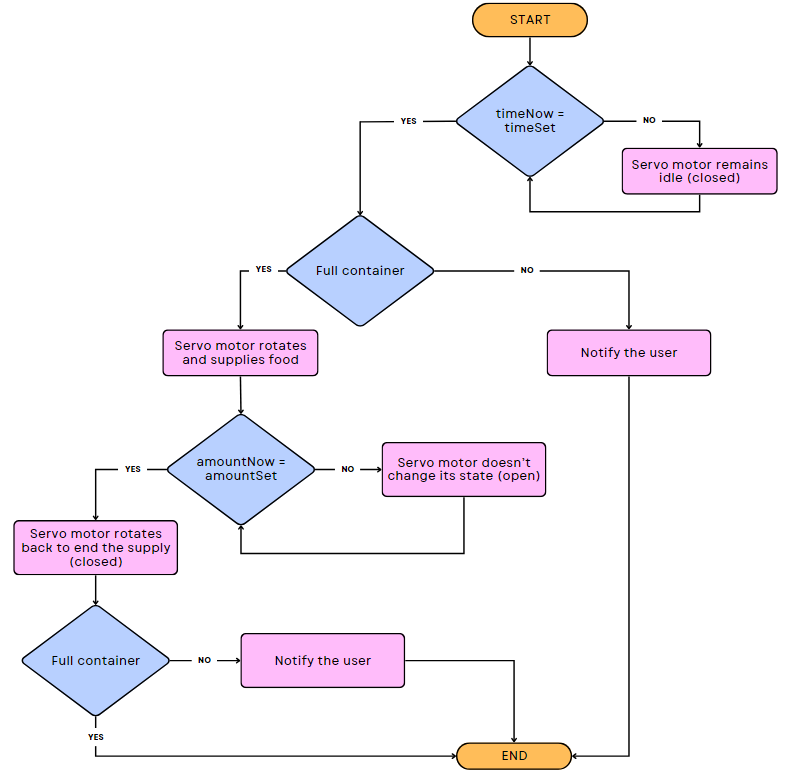 START
timeNow =
timeSet
YES
NO
Servo motor remains
idle (closed)
Full container
YES
NO
Servo motor rotates
and supplies food
Notify the user
amountNow =
amountSet
YES
NO
Servo motor doesn't
change its state (open)
Servo motor rotates
back to end the supply
(closed)
Full container
NO
Notify the user
YES
END